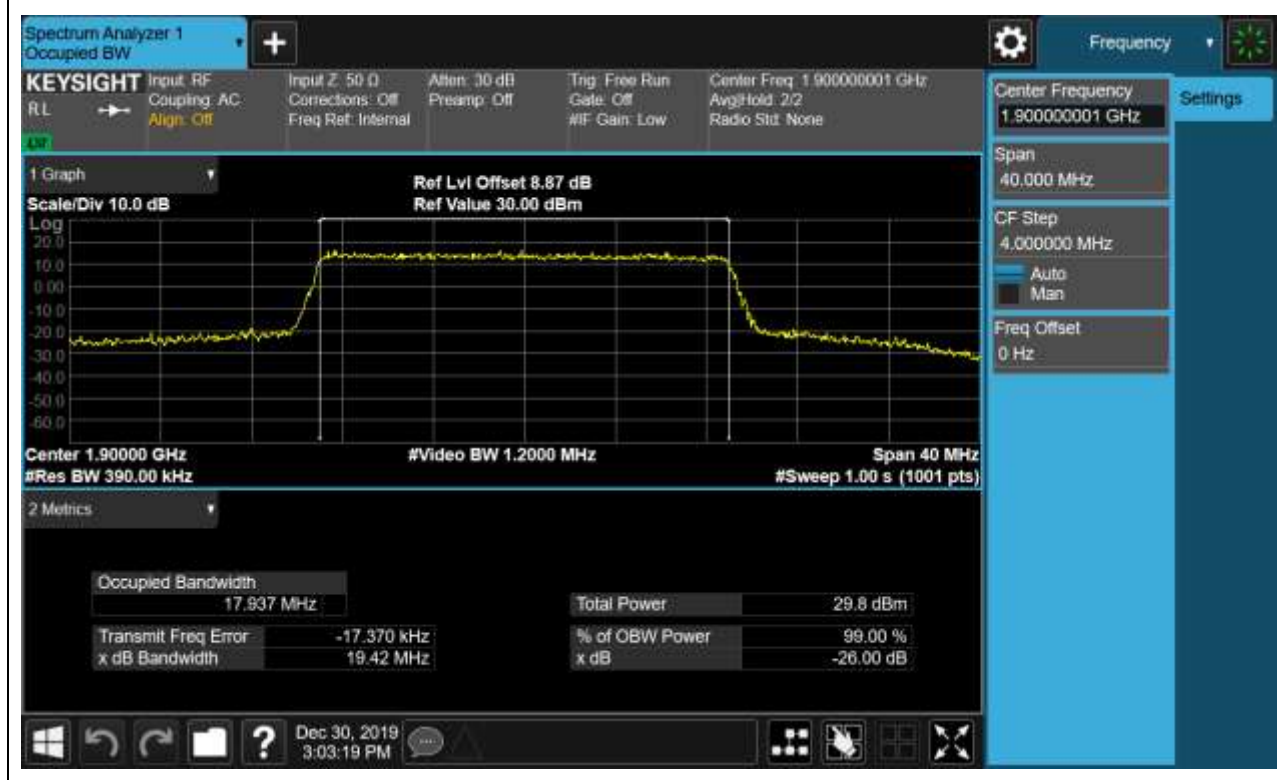 Spectrum Analyzer 1
Occupied BW
+
Frequency
KEYSIGHT
RL
Input: RF
Coupling: AC
Align: Off
Input Z: 50 Ω
Corrections: Off
Freq Ref: Internal
Atten: 30 dB
Preamp: Off
Trig: Free Run
Gate: Off
#IF Gain: Low
Center Freq: 1.900000001 GHz
Avg|Hold: 2/2
Radio Std: None
Center Frequency
1.900000001 GHz
Settings
Span
40.000 MHz
CF Step
4.000000 MHz
Auto
Man
Freq Offset
0 Hz
1 Graph
Scale/Div 10.0 dB
Ref Lvl Offset 8.87 dB
Ref Value 30.00 dBm
Log
20.0
10.0
0.00
-10.0
-20.0
-30.0
-40.0
-50.0
-60.0
Center 1.90000 GHz
#Video BW 1.2000 MHz
Span 40 MHz
#Res BW 390.00 kHz
#Sweep 1.00 s (1001 pts)
2 Metrics
Occupied Bandwidth
17.937 MHz
Total Power 29.8 dBm
Transmit Freq Error -17.370 kHz
% of OBW Power 99.00 %
x dB Bandwidth 19.42 MHz
x dB -26.00 dB
?
Dec 30, 2019
3:03:19 PM